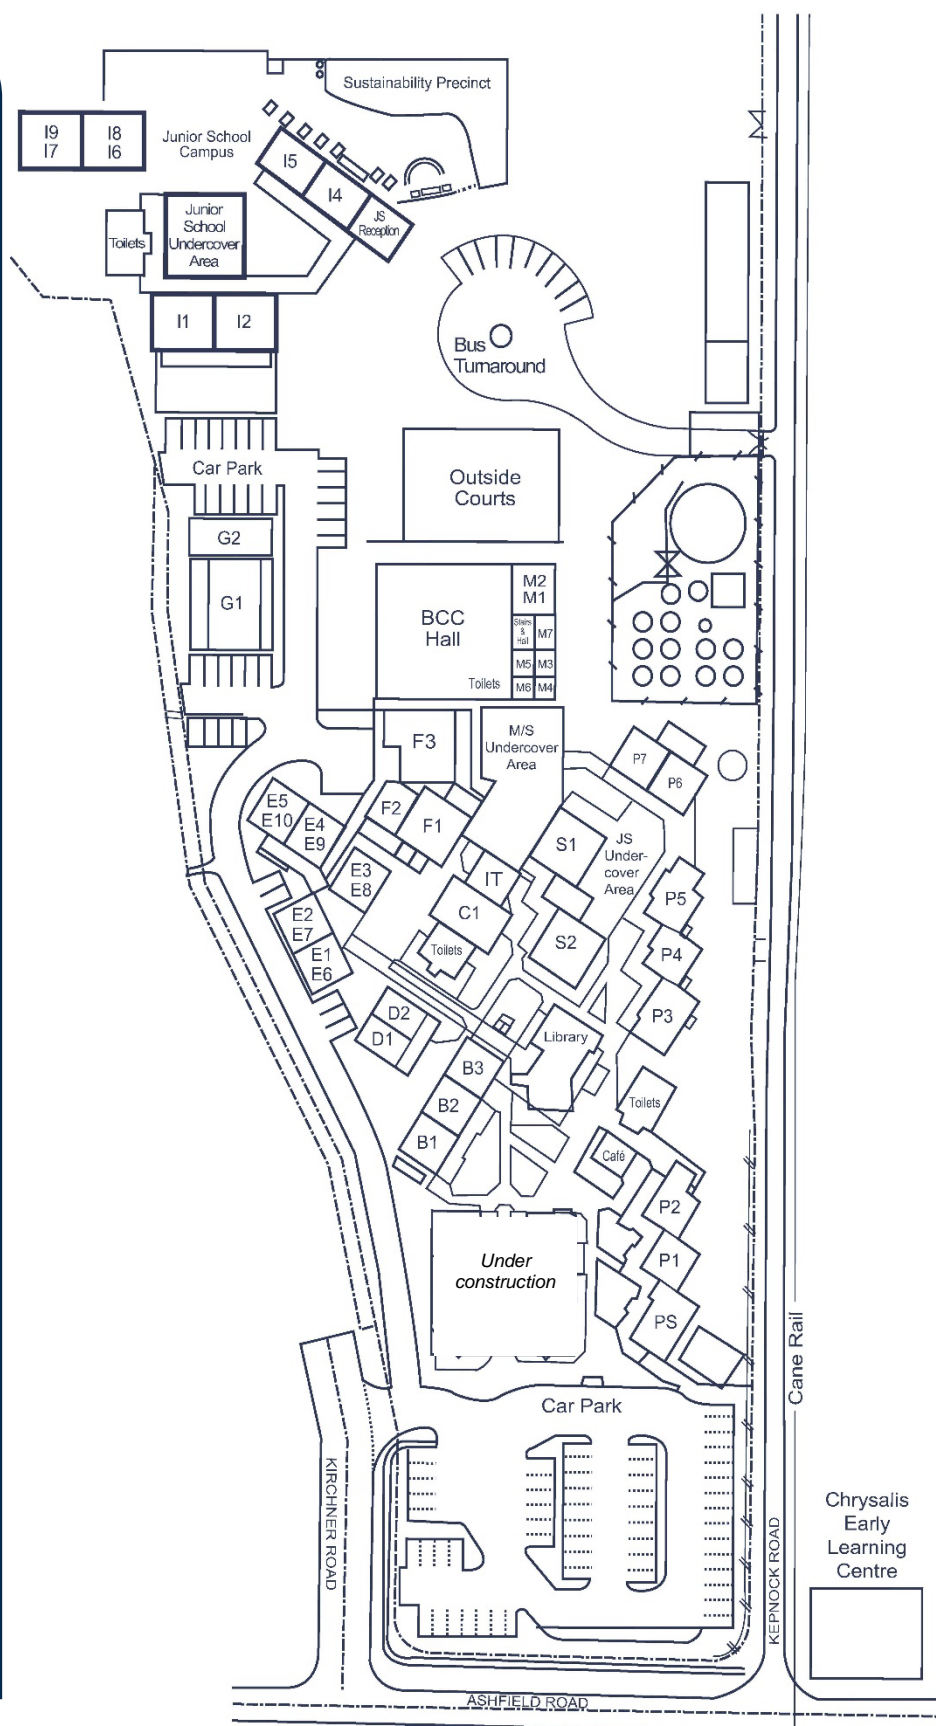 Sustainability Precinct
I9
I7
I8
I6
Junior School
Campus
I5
I4
JS
Reception
Toilets
Junior
School
Undercover
Area
I1
I2
Bus
Turnaround
Car Park
Outside
Courts
G2
G1
BCC
Hall
Toilets
M2
M1
Stairs
&
Hall
M7
M5
M3
M6
M4
F3
M/S
Undercover
Area
P7
P6
E5
E10
E4
E9
F2
F1
S1
JS
Under-
cover
Area
E3
E8
IT
C1
Toilets
S2
P5
P4
P3
E2
E7
E1
E6
D2
D1
Library
B3
B2
B1
Toilets
Café
P2
P1
PS
Under
construction
Cane Rail
Car Park
KIRCHNER ROAD
KEPNOCK ROAD
Chrysalis
Early
Learning
Centre
ASHFIELD ROAD